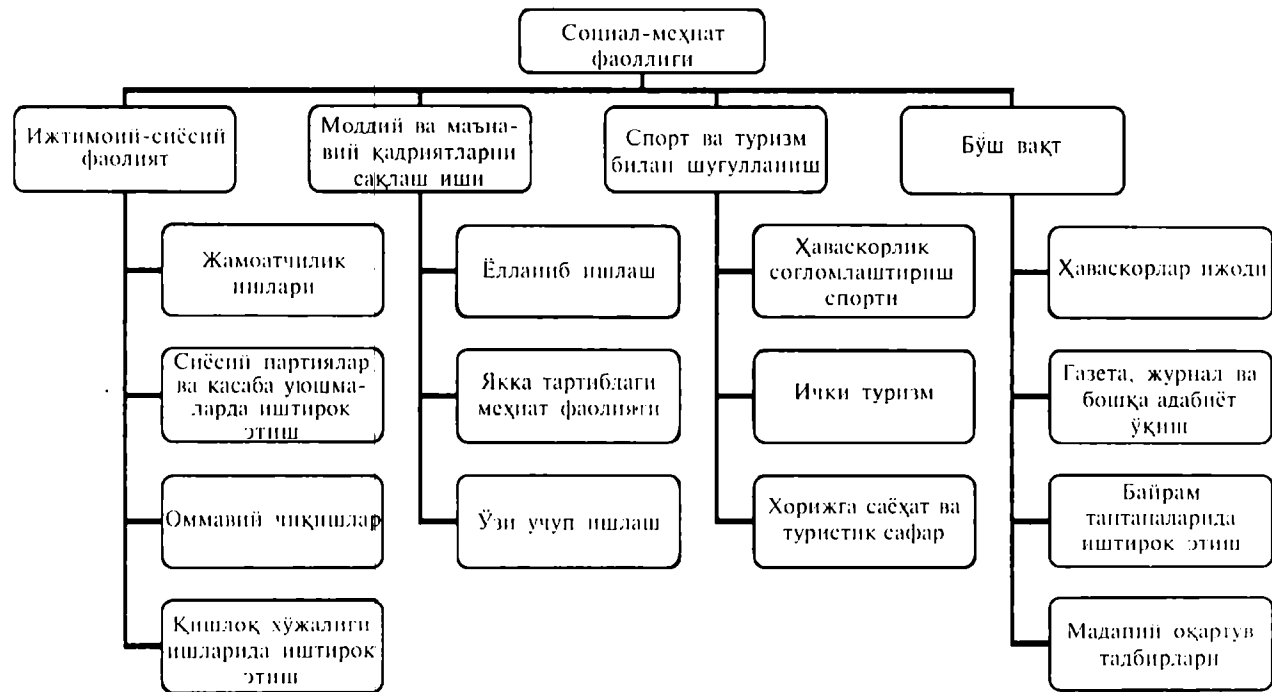 Социал-меҳнат
фаоллиги
Ижтимоий-сиёсий
фаолият
Моддий ва маъна-
вий қадриятларни
сақлаш иши
Спорт ва туризм
билан шугулланиш
Бўш вақт
Жамоатчилик
ишлари
Сиёсий партиялар
ва касаба уюшма-
ларда иштирок
этиш
Оммавий чиқишлар
Қишлоқ хўжалиги
ишларида иштирок
этиш
Ёлланиб ишлаш
Якка тартибдаги
меҳнат фаолияти
Ўзи учун ишлаш
Ҳаваскорлик
согломлаштириш
спорти
Ички туризм
Хорижга саёҳат ва
туристик сафар
Ҳаваскорлар ижоди
Газета, журнал ва
бошқа адабиёт
ўқиш
Байрам
тантаналарида
иштирок этиш
Маданий оқартув
тадбирлари